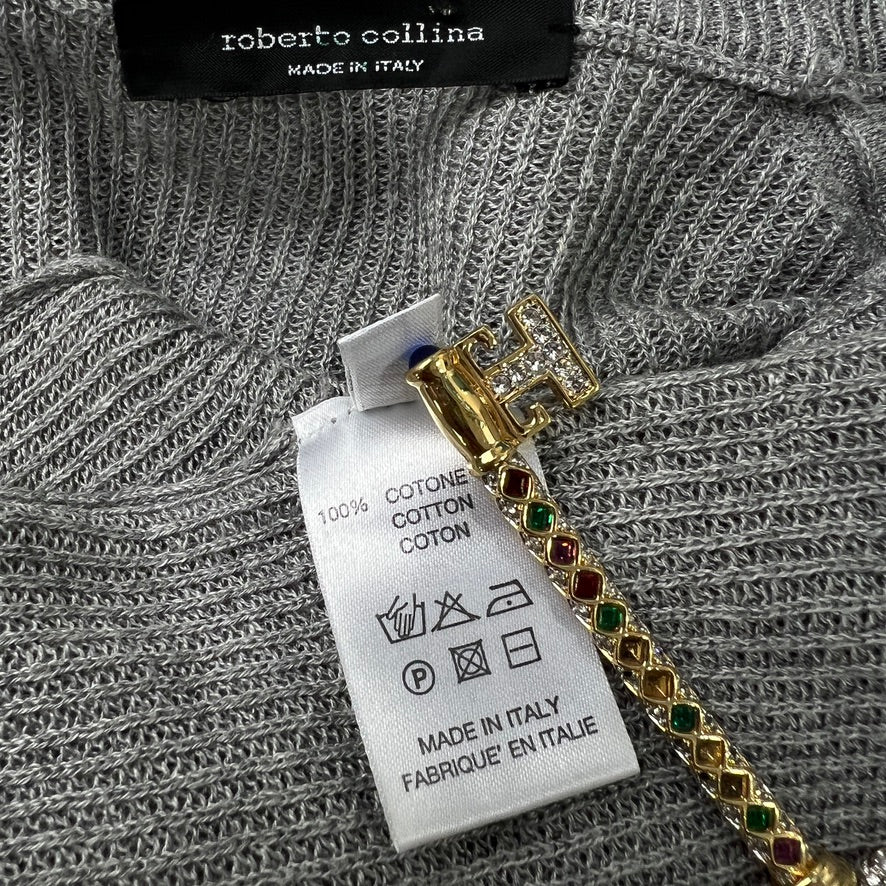 roberto collina
MADE IN ITALY
100% COTONE
COTTON
COTON
P
MADE IN ITALY
FABRIQUE' EN ITALIE